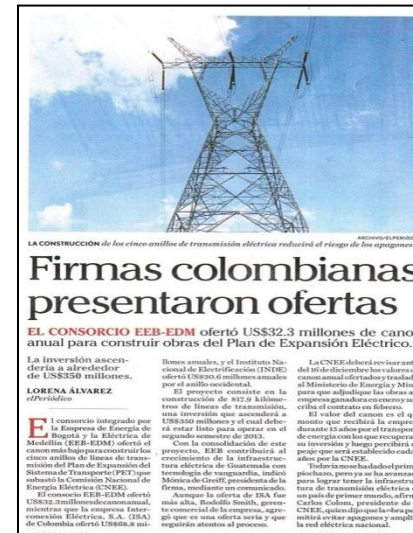 ARCHIVO/ELPERIÓD
LA CONSTRUCCIÓN de los cinco anillos de transmisión eléctrica reducirá el riesgo de los apagones
Firmas colombianas
presentaron ofertas
EL CONSORCIO EEB-EDM ofertó US$32.3 millones de cano
anual para construir obras del Plan de Expansión Eléctrico.
La inversión ascen-
dería a alrededor
de US$350 millones.
LORENA ÁLVAREZ
elPeriódico
El consorcio integrado por
la Empresa de Energía de
Bogotá y la Eléctrica de
Medellín (EEB-EDM) ofertó el
canon más bajo para construir los
cinco anillos de líneas de trans-
misión del Plan de Expansión del
Sistema de Transporte (PET) que
subastó la Comisión Nacional de
Energía Eléctrica (CNEE).
El consocio EEB-EDM ofertó
US$32.3 millones de canon anual,
mientras que la empresa Inter-
conexión Eléctrica, S.A. (ISA)
de Colombia ofertó US$68.8 mi-
llones anuales, y el Instituto Na-
cional de Electrificación (INDE)
ofertó US$20.6 millones anuales
por el anillo occidental.
El proyecto consiste en la
construcción de 817.9 kilóme-
tros de líneas de transmisión,
una inversión que ascenderá a
US$350 millones y el cual debe-
rá estar listo para operar en el
segundo semestre de 2013.
Con la consolidación de este
proyecto, EEB contribuirá al
crecimiento de la infraestruc-
tura eléctrica de Guatemala con
tecnología de vanguardia, indicó
Mónica de Greiff, presidenta de la
firma, mediante un comunicado.
Aunque la oferta de ISA fue
más alta, Rodolfo Smith, geren-
te comercial de la empresa, agre-
gó que es una oferta seria y que
seguirán atentos al proceso.
La CNEE deberá revisar ant
del 16 de diciembre los valores
canon anual ofertados y traslad
al Ministerio de Energía y Min
para que adjudique las obras a
empresa ganadora en enero y su
criba el contrato en febrero.
El valor del canon es el q
monto que recibirá la empre
durante 15 años por el transpor
de energía con los que recupera
su inversión y luego percibirá
peaje que será establecido cada
años por la CNEE.
Todavía no se ha dado el prim
piochazo, pero ya se ha avanzad
para lograr tener la infraestru
tura de transmisión eléctrica
un país de primer mundo, afirm
Carlos Colom, presidente de
CNEE, quien dijo que la obra pe
mitirá evitar apagones y ampli
la red eléctrica nacional.